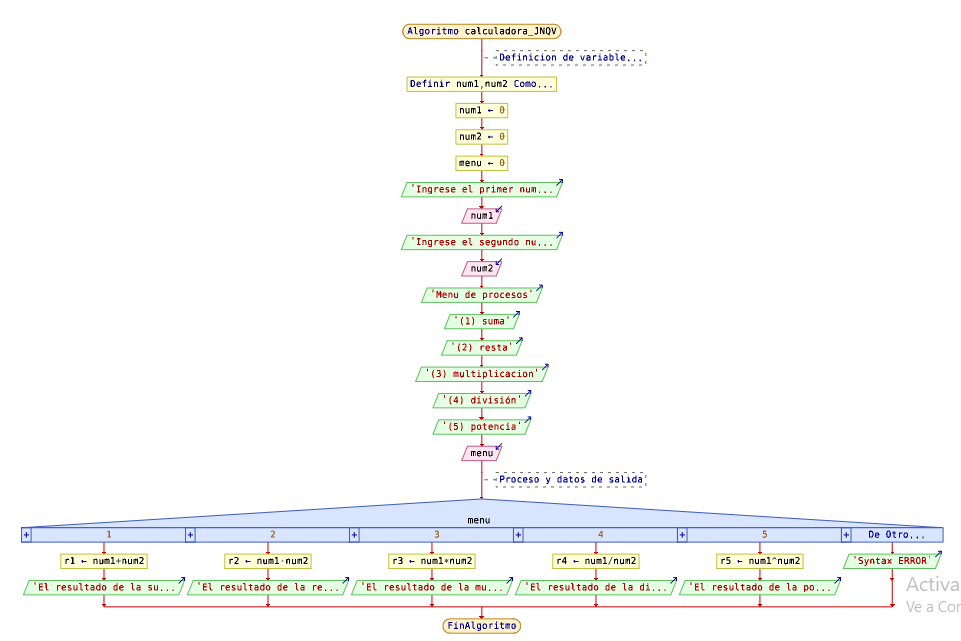 Algoritmo calculadora_JNQV
Definicion de variable...
Definir num1,num2 Como...
num1 ← 0
num2 ← 0
menu ← 0
'Ingrese el primer num...
num1
'Ingrese el segundo nu...
num2
'Menu de procesos'
'(1) suma'
'(2) resta'
'(3) multiplicacion'
'(4) división'
'(5) potencia'
menu
Proceso y datos de salida
menu
+ 1 + 2 + 3 + 4 + 5 + De Otro...
r1 ← num1+num2 r2 ← num1-num2 r3 ← num1*num2 r4 ← num1/num2 r5 ← num1^num2 'Syntax ERROR'
'El resultado de la su... 'El resultado de la re... 'El resultado de la mu... 'El resultado de la di... 'El resultado de la po...
Activa
Ve a Cor
FinAlgoritmo